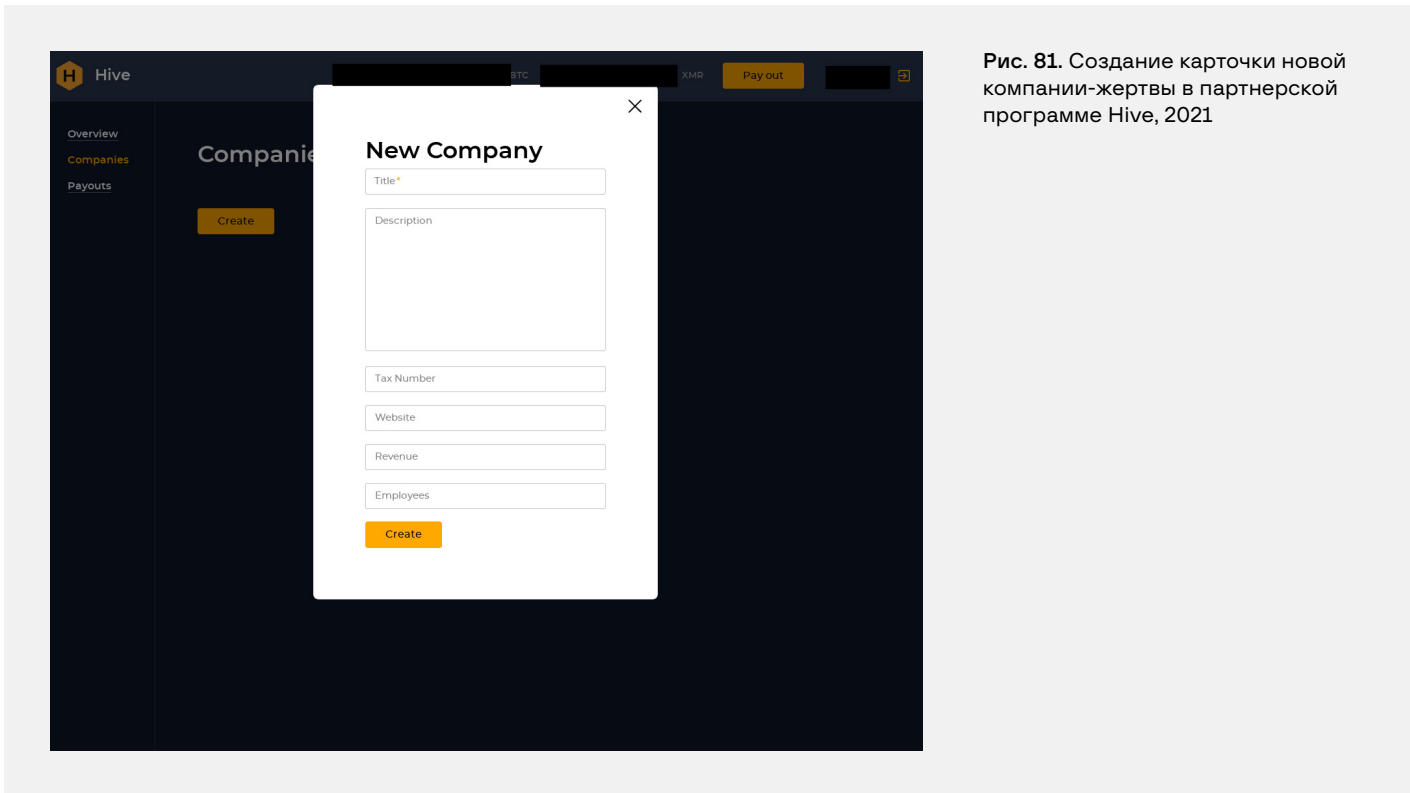 Hive
BTC
XMR
Pay out
Overview
Companies
Payouts
Companie
Create
New Company
Title*
Description
Tax Number
Website
Revenue
Employees
Create
Рис. 81. Создание карточки новой
компании-жертвы в партнерской
программе Hive, 2021